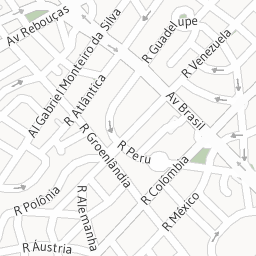 Av Rebouças
R Guadelupe
R Venezuela
Al Gabriel Monteiro da Silva
R Atlântica
Av Brasil
R Groenlândia
R Peru
R Colômbia
R Polônia
R Alemanha
R México
R Áustria